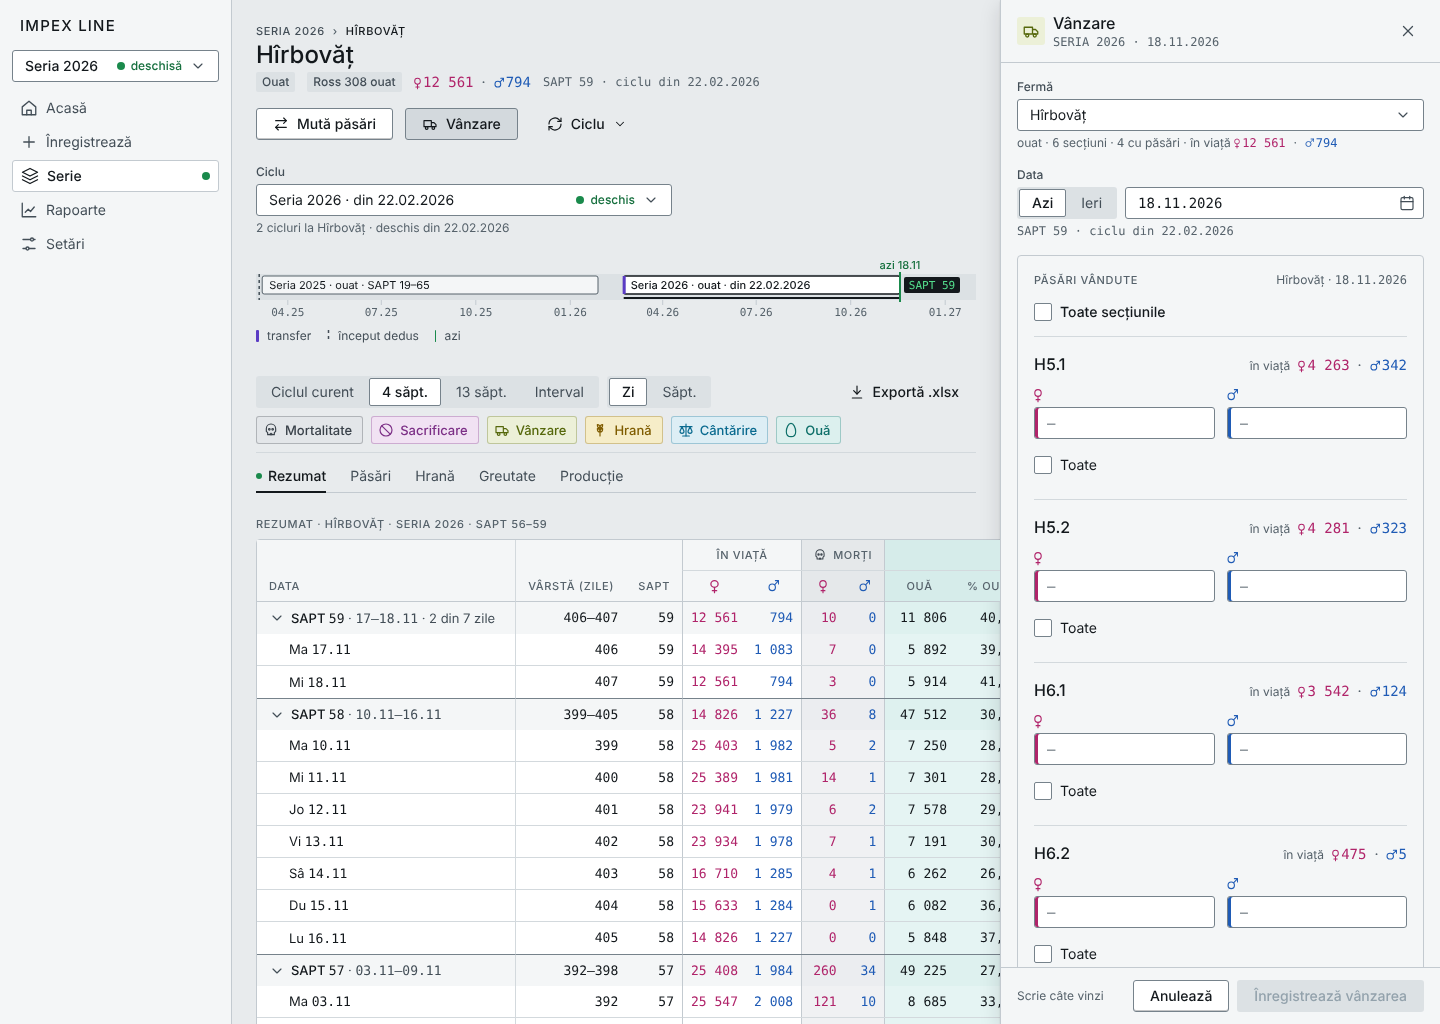 IMPEX LINE
Seria 2026 deschisă
Acasă
Înregistrează
Serie
Rapoarte
Setări
SERIA 2026 › HÎRBOVĂȚ
Hîrbovăț
Ouat Ross 308 ouat ♀12 561 · ♂794 SAPT 59 · ciclu din 22.02.2026
Mută păsări Vânzare Ciclu
Ciclu
Seria 2026 · din 22.02.2026 deschis
2 cicluri la Hîrbovăț · deschis din 22.02.2026
azi 18.11
Seria 2025 · ouat · SAPT 19–65 Seria 2026 · ouat · din 22.02.2026 SAPT 59
04.25 07.25 10.25 01.26 04.26 07.26 10.26 01.27
transfer început dedus azi
Ciclul curent 4 săpt. 13 săpt. Interval Zi Săpt. Exportă .xlsx
Mortalitate Sacrificare Vânzare Hrană Cântărire Ouă
Rezumat Păsări Hrană Greutate Producție
REZUMAT · HÎRBOVĂȚ · SERIA 2026 · SAPT 56–59
ÎN VIAȚĂ MORȚI
DATA VÂRSTĂ (ZILE) SAPT ♀ ♂ ♀ ♂ OUĂ % OU
SAPT 59 · 17–18.11 · 2 din 7 zile 406–407 59 12 561 794 10 0 11 806 40,
Ma 17.11 406 59 14 395 1 083 7 0 5 892 39,
Mi 18.11 407 59 12 561 794 3 0 5 914 41,
SAPT 58 · 10.11–16.11 399–405 58 14 826 1 227 36 8 47 512 30,
Ma 10.11 399 58 25 403 1 982 5 2 7 250 28,
Mi 11.11 400 58 25 389 1 981 14 1 7 301 28,
Jo 12.11 401 58 23 941 1 979 6 2 7 578 29,
Vi 13.11 402 58 23 934 1 978 7 1 7 191 30,
Sâ 14.11 403 58 16 710 1 285 4 1 6 262 26,
Du 15.11 404 58 15 633 1 284 0 1 6 082 36,
Lu 16.11 405 58 14 826 1 227 0 0 5 848 37,
SAPT 57 · 03.11–09.11 392–398 57 25 408 1 984 260 34 49 225 27,
Ma 03.11 392 57 25 547 2 008 121 10 8 685 33,
Vânzare
SERIA 2026 · 18.11.2026
Fermă
Hîrbovăț
ouat · 6 secțiuni · 4 cu păsări · în viață ♀12 561 · ♂794
Data
Azi Ieri 18.11.2026
SAPT 59 · ciclu din 22.02.2026
PĂSĂRI VÂNDUTE Hîrbovăț · 18.11.2026
Toate secțiunile
H5.1 în viață ♀4 263 · ♂342
♀ ♂
– –
Toate
H5.2 în viață ♀4 281 · ♂323
♀ ♂
– –
Toate
H6.1 în viață ♀3 542 · ♂124
♀ ♂
– –
Toate
H6.2 în viață ♀475 · ♂5
♀ ♂
– –
Toate
Scrie câte vinzi Anulează Înregistrează vânzarea